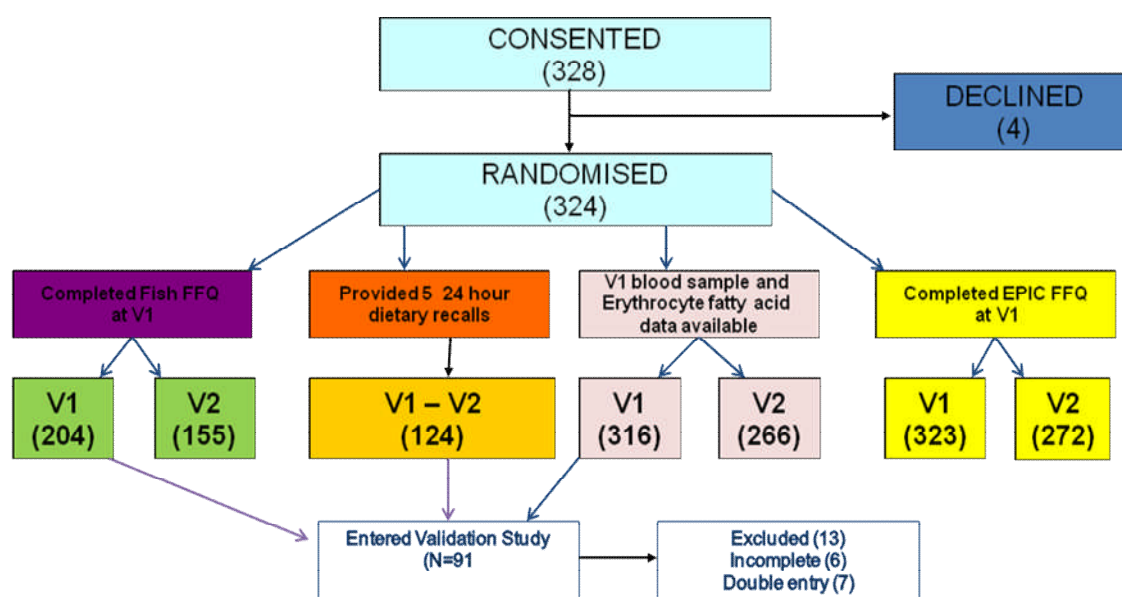 CONSENTED
(328)
DECLINED
(4)
RANDOMISED
(324)
Completed Fish FFQ
at V1
Provided 5 24 hour
dietary recalls
V1 blood sample and
Erythrocyte fatty acid
data available
Completed EPIC FFQ
at V1
V1
(204)
V2
(155)
V1 – V2
(124)
V1
(316)
V2
(266)
V1
(323)
V2
(272)
Entered Validation Study
(N=91
Excluded (13)
Incomplete (6)
Double entry (7)